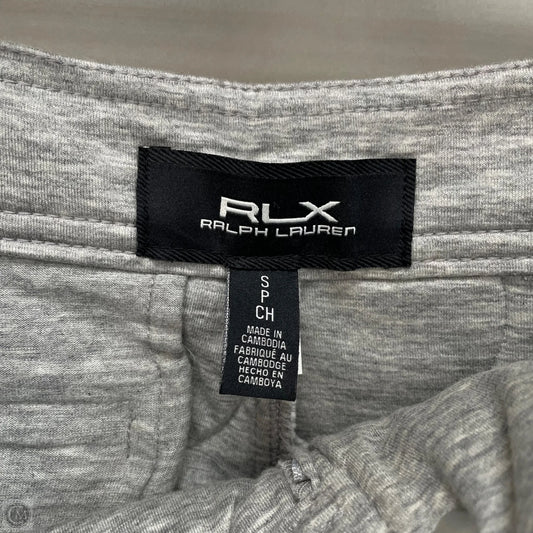 RLX
RALPH LAUREN
S
P
CH
MADE IN
CAMBODIA
FABRIQUÉ AU
CAMBODGE
HECHO EN
CAMBOYA